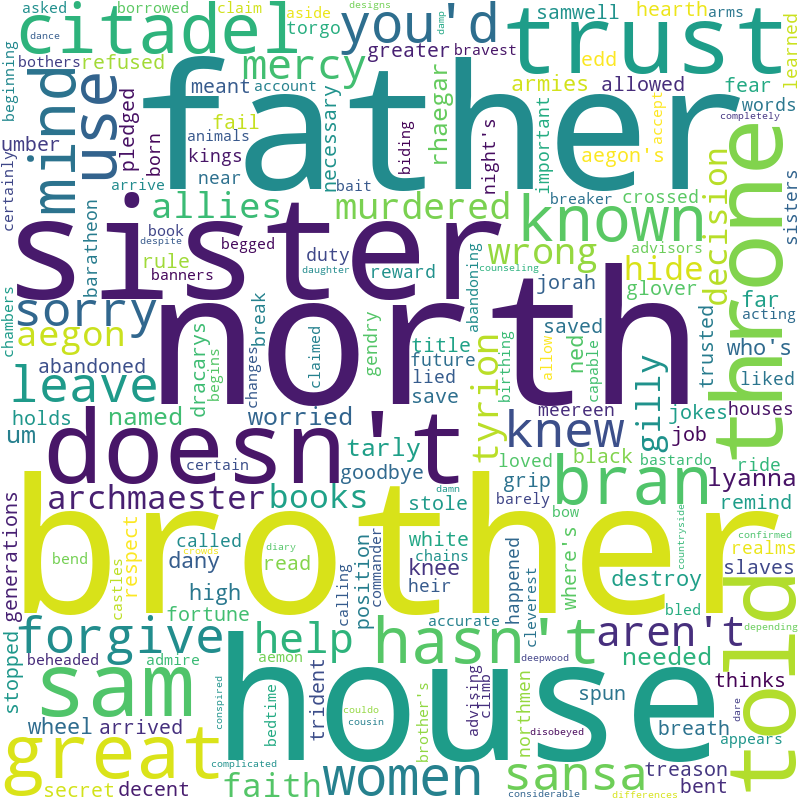 asked
borrowed
claim
aside
designs
damp
samwell
hearth
arms
dance
citadel
torgo
you'd
trust
learned
beginning
bothers
refused
mercy
greater
bravest
edd
mind
use
meant
account
father
armies
allowed
fear
words
completely
umber
pledged
born
fail
animals
necessary
biding
rhaegar
night's
important
aegon's
accept
certainly
kings
near
bait
breaker
arrive
allies
murdered
known
crossed
decision
throne
sisters
baratheon
book
despite
begged
sister
duty
daughter
counseling
wrong
advisors
hide
rule
banners
reward
abandoning
jorah
glover
far
chambers
sorry
break
north
saved
trusted
acting
aegon
dracarys
begins
changes
claimed
gendry
title
ned
capable
allow
who's
abandoned
future
birthing
tyrion
gilly
liked
leave
lied
save
meereen
jokes
houses
holds
named
worried
knew
job
um
doesn't
tarly
loved
black
bastardo
ride
certain
goodbye
damn
grip
bran
lyanna
archmaester
books
stole
barely
bow
remind
generations
called
white
chains
where's
countryside
confirmed
realms
bend
respect
castles
crowds
dany
read
diary
brother
position
commander
knee
happened
cleverest
destroy
slaves
high
calling
heir
bled
told
fortune
accurate
depending
stopped
forgive
help
hasn't
aren't
beheaded
admire
aemon
deepwood
needed
sam
house
thinks
conspired
bedtime
trident
couldo
cousin
brother's
advising
climb
northmen
spun
dare
wheel
arrived
disobeyed
breath
appears
great
complicated
sansa
treason
secret
decent
faith
women
considerable
differences
bent